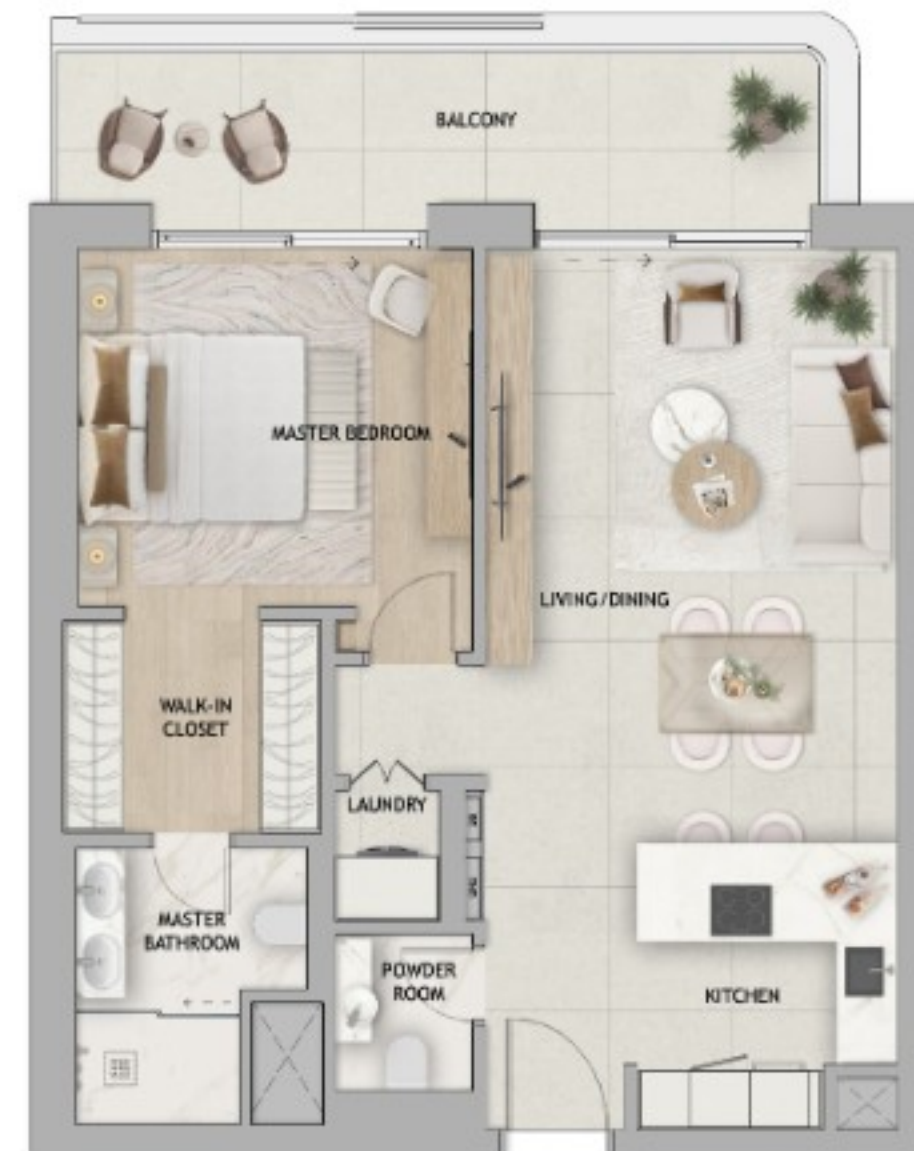 BALCONY
MASTER BEDROOM
LIVING/DINING
WALK-IN
CLOSET
LAUNDRY
MASTER
BATHROOM
POWDER
ROOM
KITCHEN